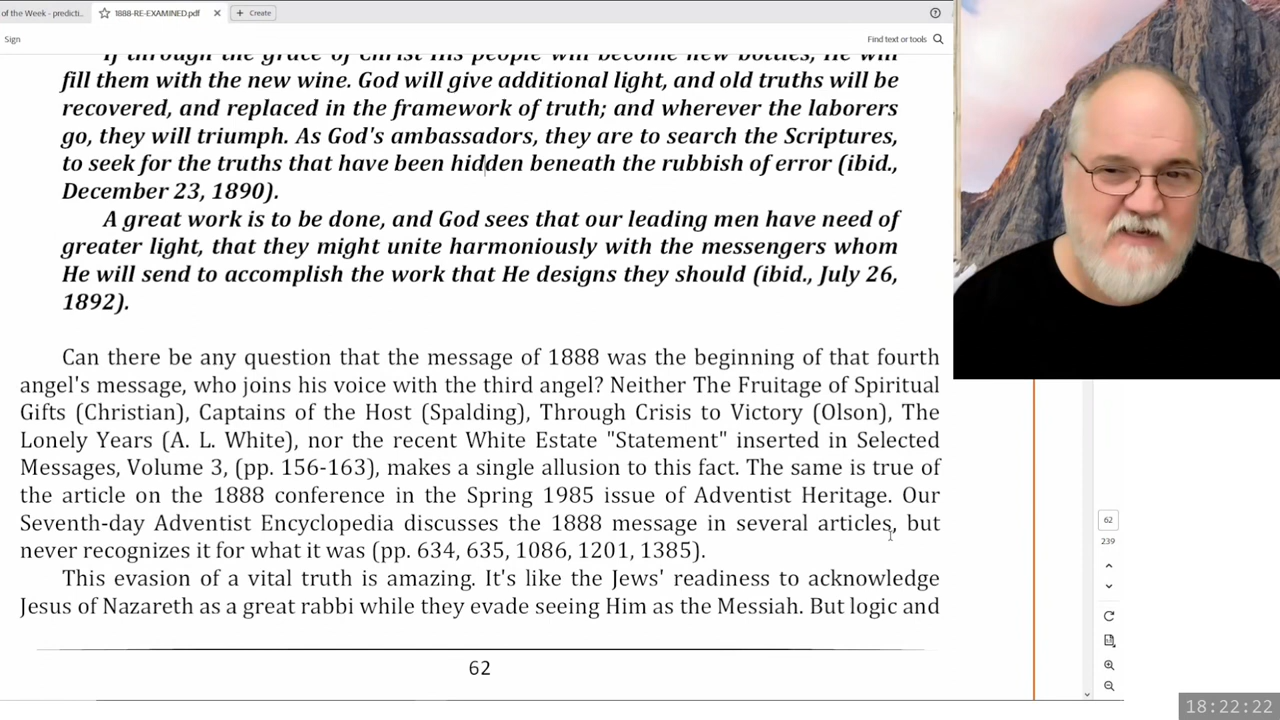 of the Week - predicti...
1888-RE-EXAMINED.pdf
Create
Sign
Find text or tools
If through the grace of Christ His people will become new bottles, He will
fill them with the new wine. God will give additional light, and old truths will be
recovered, and replaced in the framework of truth; and wherever the laborers
go, they will triumph. As God's ambassadors, they are to search the Scriptures,
to seek for the truths that have been hidden beneath the rubbish of error (ibid.,
December 23, 1890).
A great work is to be done, and God sees that our leading men have need of
greater light, that they might unite harmoniously with the messengers whom
He will send to accomplish the work that He designs they should (ibid., July 26,
1892).
Can there be any question that the message of 1888 was the beginning of that fourth
angel's message, who joins his voice with the third angel? Neither The Fruitage of Spiritual
Gifts (Christian), Captains of the Host (Spalding), Through Crisis to Victory (Olson), The
Lonely Years (A. L. White), nor the recent White Estate "Statement" inserted in Selected
Messages, Volume 3, (pp. 156-163), makes a single allusion to this fact. The same is true of
the article on the 1888 conference in the Spring 1985 issue of Adventist Heritage. Our
Seventh-day Adventist Encyclopedia discusses the 1888 message in several articles, but
never recognizes it for what it was (pp. 634, 635, 1086, 1201, 1385).
This evasion of a vital truth is amazing. It's like the Jews' readiness to acknowledge
Jesus of Nazareth as a great rabbi while they evade seeing Him as the Messiah. But logic and
62
62
239
18:22:22